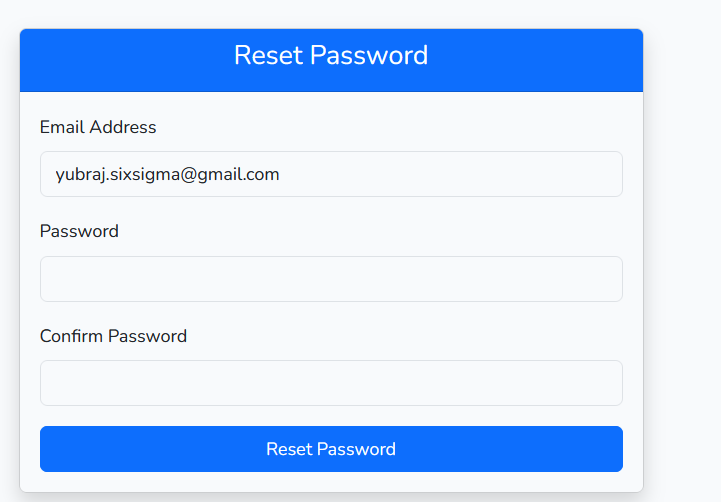 Reset Password
Email Address
yubraj.sixsigma@gmail.com
Password
Confirm Password
Reset Password